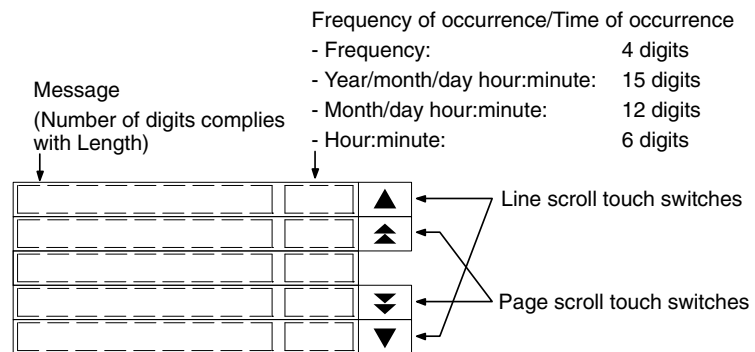 Frequency of occurrence/Time of occurrence
- Frequency: 4 digits
- Year/month/day hour:minute: 15 digits
- Month/day hour:minute: 12 digits
- Hour:minute: 6 digits
Message
(Number of digits complies
with Length)
Line scroll touch switches
Page scroll touch switches